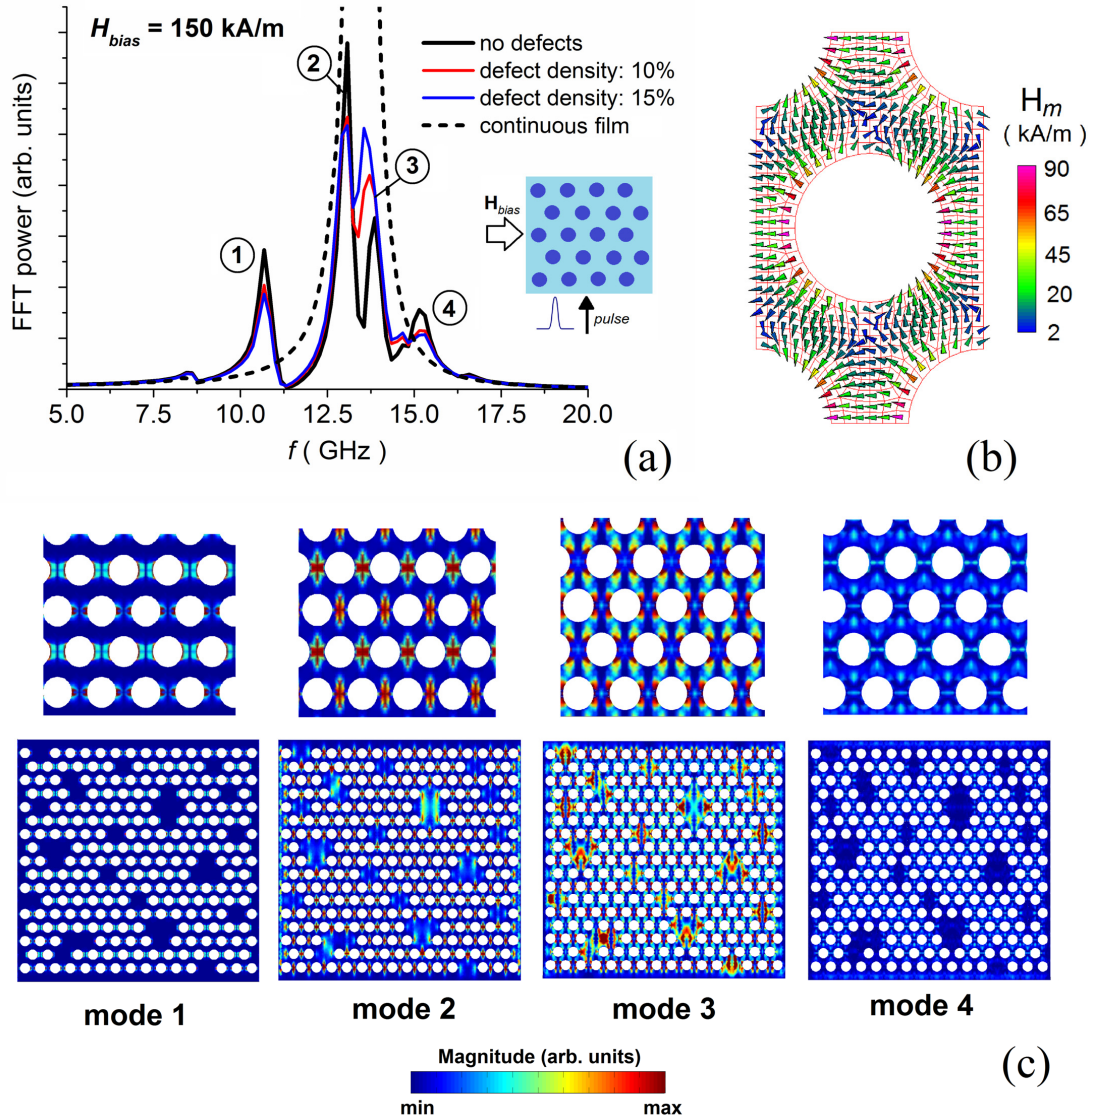 H_bias = 150 kA/m
no defects
defect density: 10%
defect density: 15%
continuous film
FFT power (arb. units)
1
2
3
4
H_bias
pulse
5.0 7.5 10.0 12.5 15.0 17.5 20.0
f ( GHz )
(a)
H_m
( kA/m )
90
65
45
20
2
(b)
mode 1 mode 2 mode 3 mode 4
Magnitude (arb. units)
min max
(c)